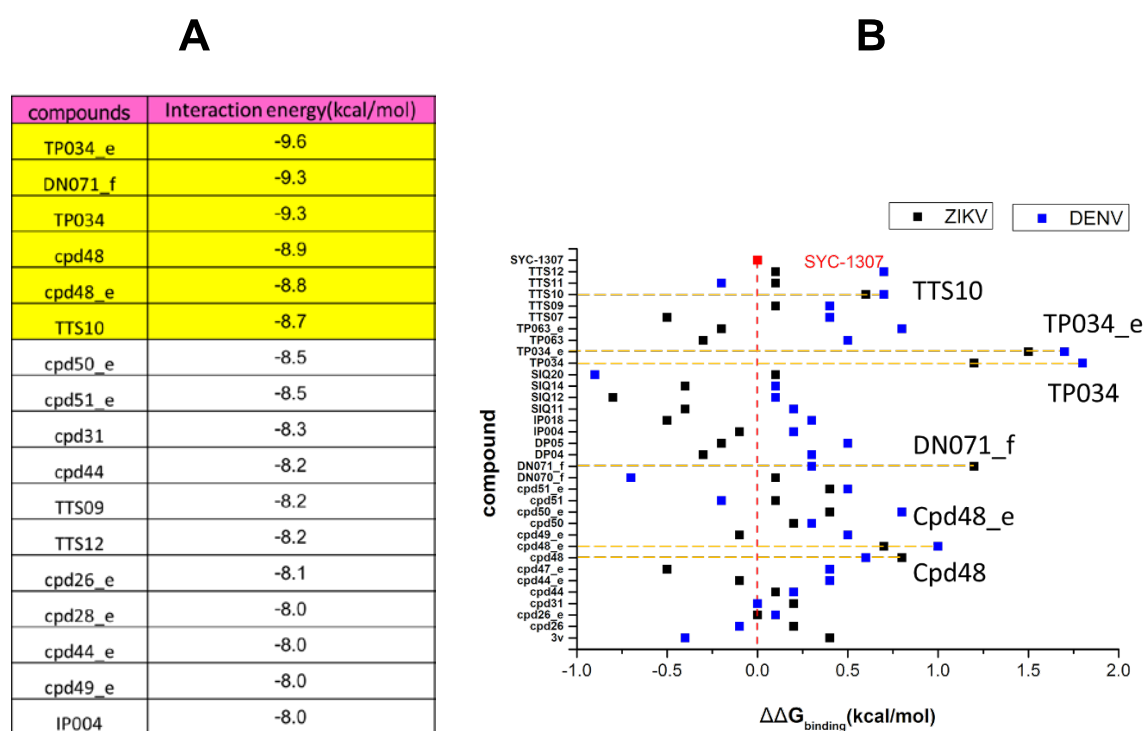 A
B
compounds Interaction energy(kcal/mol)
TP034_e -9.6
DN071_f -9.3
TP034 -9.3
cpd48 -8.9
cpd48_e -8.8
TTS10 -8.7
cpd50_e -8.5
cpd51_e -8.5
cpd31 -8.3
cpd44 -8.2
TTS09 -8.2
TTS12 -8.2
cpd26_e -8.1
cpd28_e -8.0
cpd44_e -8.0
cpd49_e -8.0
IP004 -8.0
ZIKV
DENV
compound
SYC-1307
TTS12
TTS11
TTS10
TTS09
TTS07
TP063_e
TP063
TP034_e
TP034
SIQ20
SIQ14
SIQ12
SIQ11
IP018
IP004
DP05
DP04
DN071_f
DN070_f
cpd51_e
cpd51
cpd50_e
cpd50
cpd49_e
cpd48_e
cpd48
cpd47_e
cpd44_e
cpd44
cpd31
cpd26_e
cpd26
3v
SYC-1307
TTS10
TP034_e
TP034
DN071_f
Cpd48_e
Cpd48
-1.0 -0.5 0.0 0.5 1.0 1.5 2.0
ΔΔGbinding(kcal/mol)